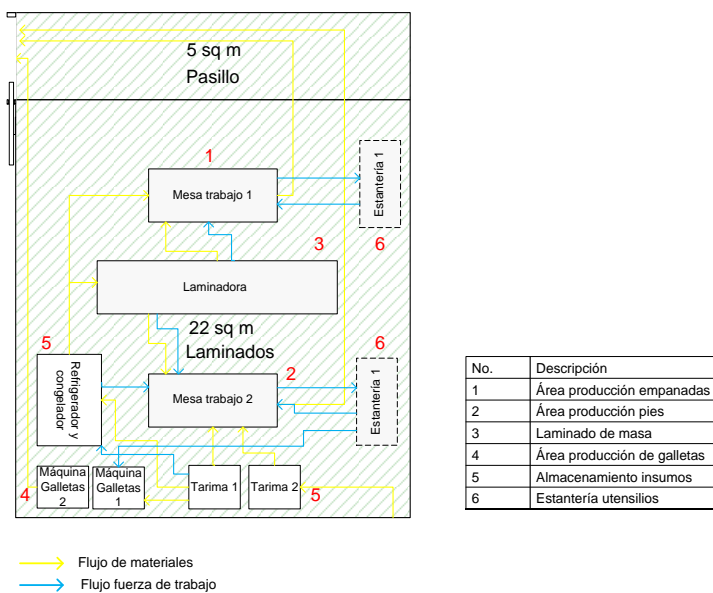 5 sq m
Pasillo
1
Mesa trabajo 1
Estantería 1
6
3
Laminadora
22 sq m
Laminados
5
Refrigerador y
congelador
2
Mesa trabajo 2
6
Estantería 1
4
Máquina
Galletas
2
Máquina
Galletas
1
Tarima 1
Tarima 2
5
No. Descripción
1 Área producción empanadas
2 Área producción pies
3 Laminado de masa
4 Área producción de galletas
5 Almacenamiento insumos
6 Estantería utensilios
Flujo de materiales
Flujo fuerza de trabajo